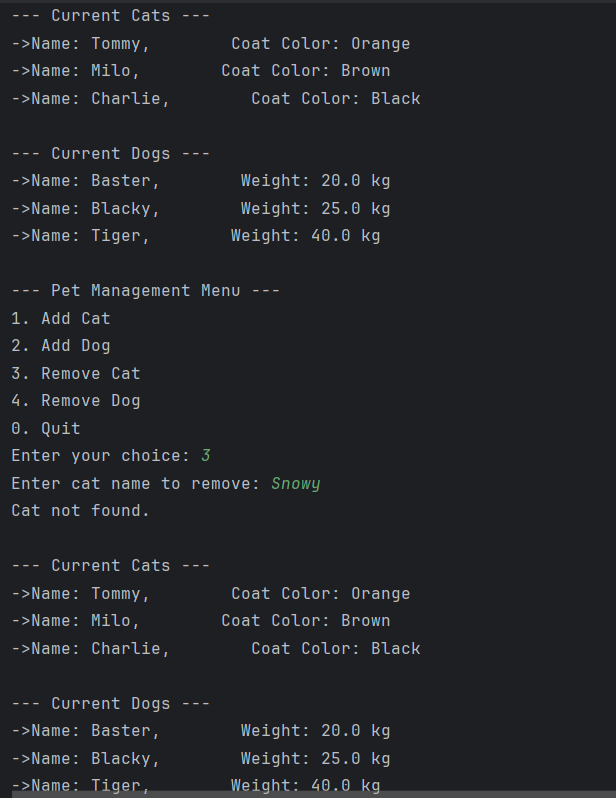 --- Current Cats ---
->Name: Tommy,        Coat Color: Orange
->Name: Milo,        Coat Color: Brown
->Name: Charlie,        Coat Color: Black
--- Current Dogs ---
->Name: Baster,        Weight: 20.0 kg
->Name: Blacky,        Weight: 25.0 kg
->Name: Tiger,        Weight: 40.0 kg
--- Pet Management Menu ---
1. Add Cat
2. Add Dog
3. Remove Cat
4. Remove Dog
0. Quit
Enter your choice: 3
Enter cat name to remove: Snowy
Cat not found.
--- Current Cats ---
->Name: Tommy,        Coat Color: Orange
->Name: Milo,        Coat Color: Brown
->Name: Charlie,        Coat Color: Black
--- Current Dogs ---
->Name: Baster,        Weight: 20.0 kg
->Name: Blacky,        Weight: 25.0 kg
->Name: Tiger,        Weight: 40.0 kg